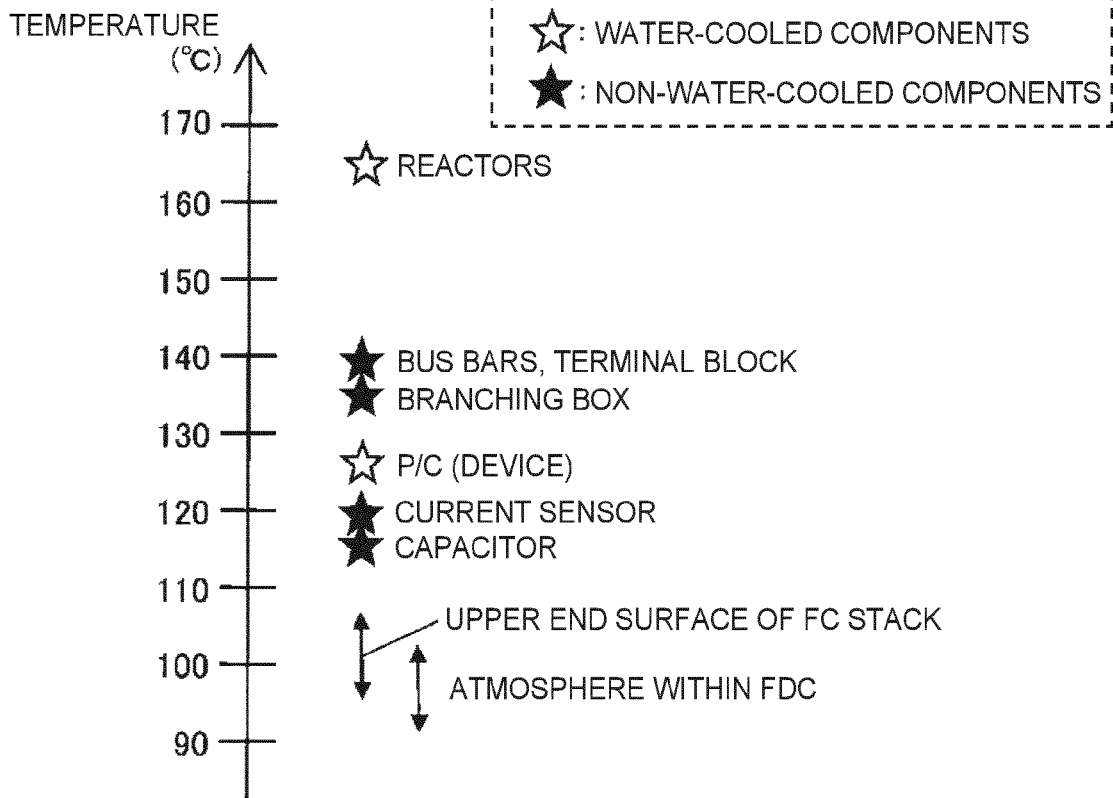 TEMPERATURE
(°C)
☆: WATER-COOLED COMPONENTS
★: NON-WATER-COOLED COMPONENTS
170
REACTORS
160
150
140
BUS BARS, TERMINAL BLOCK
BRANCHING BOX
130
P/C (DEVICE)
120
CURRENT SENSOR
CAPACITOR
110
UPPER END SURFACE OF FC STACK
100
ATMOSPHERE WITHIN FDC
90